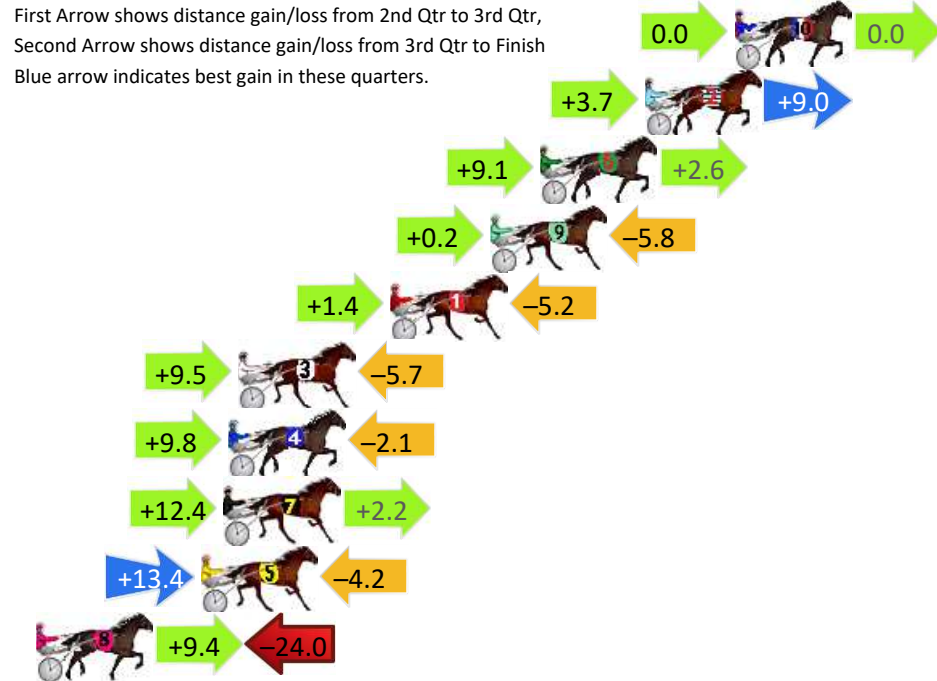 First Arrow shows distance gain/loss from 2nd Qtr to 3rd Qtr,
Second Arrow shows distance gain/loss from 3rd Qtr to Finish
Blue arrow indicates best gain in these quarters.
0.0 10 0.0
+3.7 +9.0
+9.1 6 +2.6
+0.2 9 –5.8
+1.4 1 –5.2
+9.5 3 –5.7
+9.8 4 –2.1
+12.4 7 +2.2
+13.4 5 –4.2
8 +9.4 –24.0